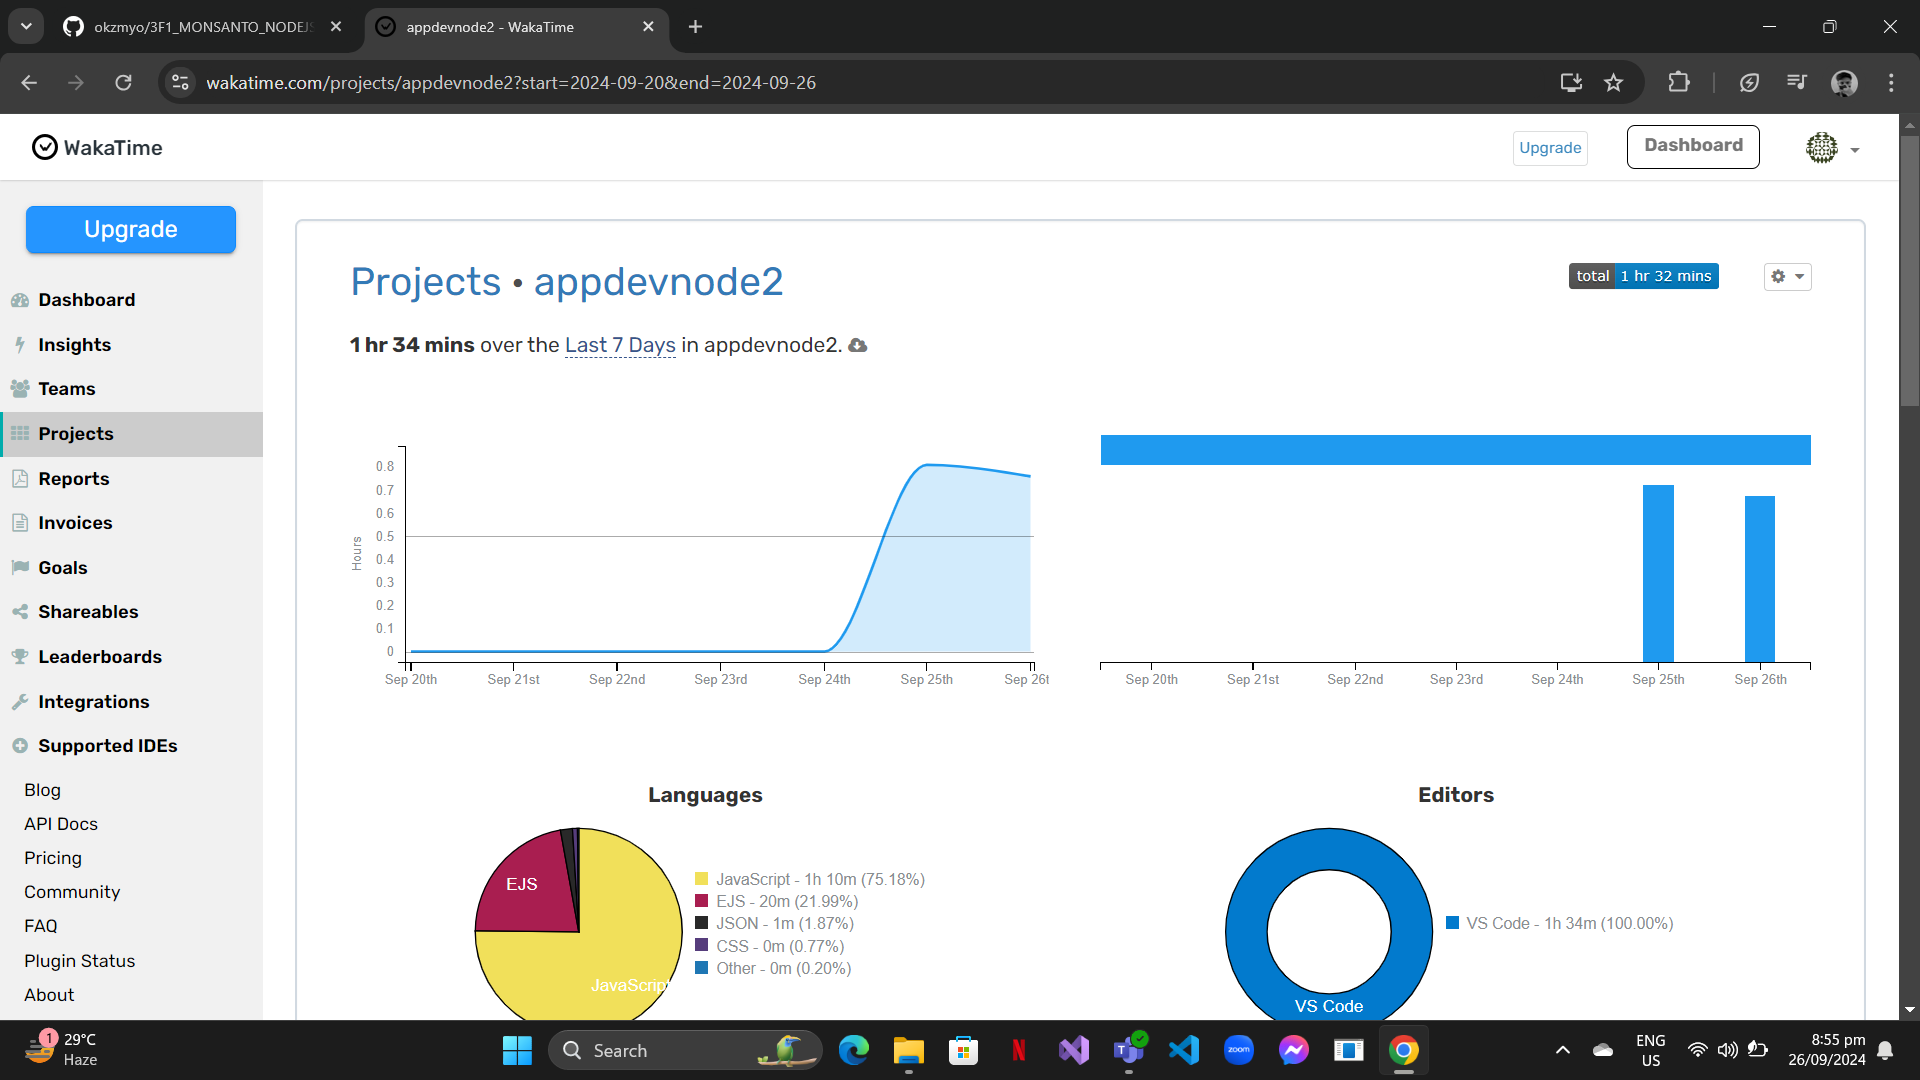 okzmyo/3F1_MONSANTO_NODEJS
appdevnode2 - WakaTime
wakatime.com/projects/appdevnode2?start=2024-09-20&end=2024-09-26
WakaTime
Upgrade
Dashboard
Upgrade
Dashboard
Insights
Teams
Projects
Reports
Invoices
Goals
Shareables
Leaderboards
Integrations
Supported IDEs
Blog
API Docs
Pricing
Community
FAQ
Plugin Status
About
Projects • appdevnode2
total 1 hr 32 mins
1 hr 34 mins over the Last 7 Days in appdevnode2.
Hours
0.8
0.7
0.6
0.5
0.4
0.3
0.2
0.1
0
Sep 20th Sep 21st Sep 22nd Sep 23rd Sep 24th Sep 25th Sep 26t
Sep 20th Sep 21st Sep 22nd Sep 23rd Sep 24th Sep 25th Sep 26th
Languages
EJS
JavaScrip
JavaScript - 1h 10m (75.18%)
EJS - 20m (21.99%)
JSON - 1m (1.87%)
CSS - 0m (0.77%)
Other - 0m (0.20%)
Editors
VS Code
VS Code - 1h 34m (100.00%)
1
29°C
Haze
Search
zoom
ENG
US
8:55 pm
26/09/2024